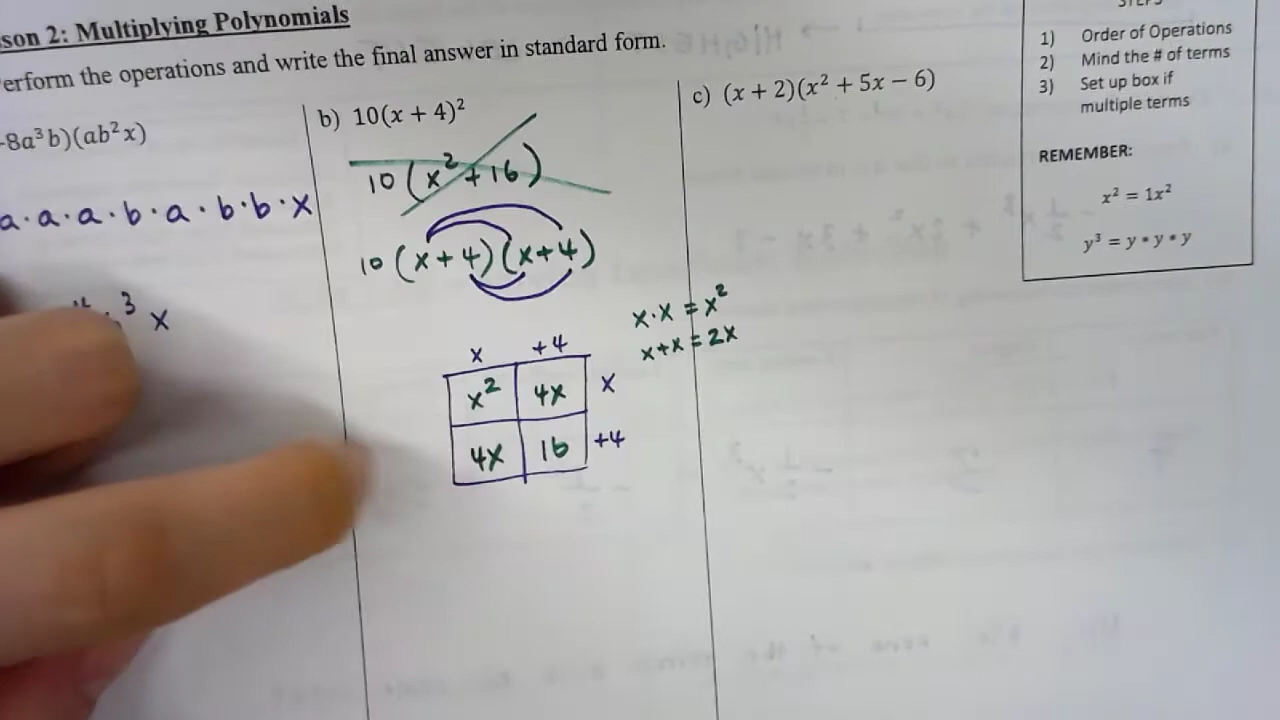 son 2: Multiplying Polynomials
erform the operations and write the final answer in standard form.
-8a³b)(ab²x)
a·a·a·b·a·b·b·x
³ x
b) 10(x + 4)²
10(x² + 16)
10(x+4)(x+4)
x·x = x²
x+x = 2x
x +4
x² 4x x
4x 16 +4
c) (x + 2)(x² + 5x − 6)
1) Order of Operations
2) Mind the # of terms
3) Set up box if
multiple terms
REMEMBER:
x² = 1x²
y³ = y • y • y